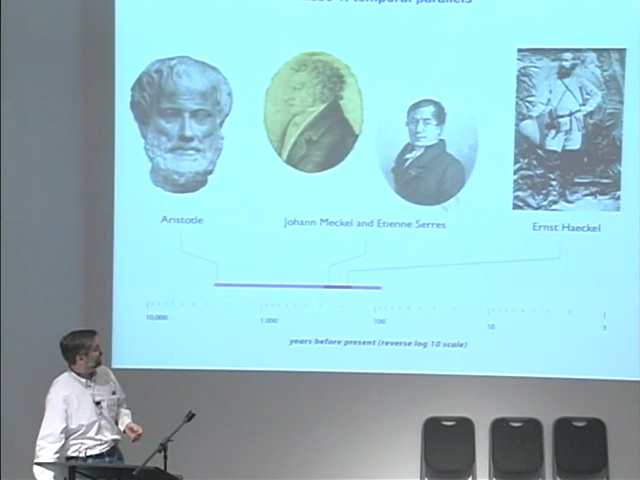 temporal parallels
Aristotle
Johann Meckel and Etienne Serres
Ernst Haeckel
10,000
1,000
100
10
1
years before present (reverse log 10 scale)